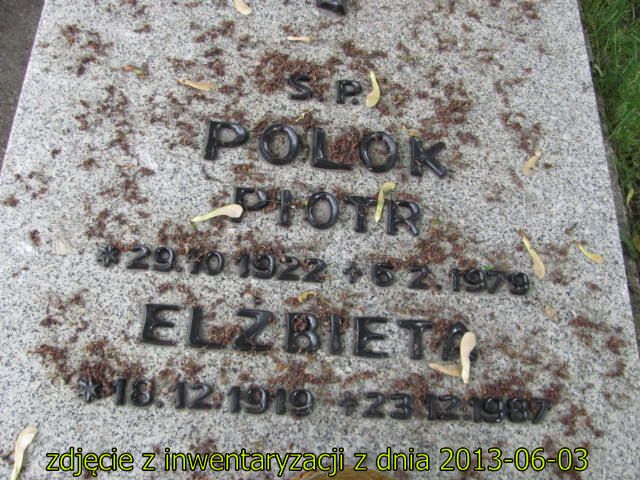 Ś.P.
POLOK
PIOTR
*29.10.1922 +6.2.1979
ELŻBIETA
*18.12.1919 +23.12.1987
zdjęcie z inwentaryzacji z dnia 2013-06-03